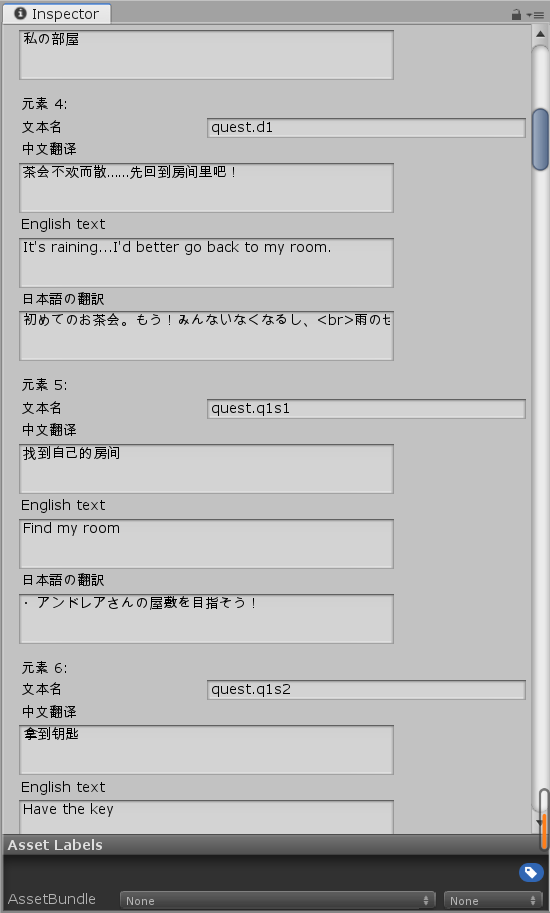 Inspector
私の部屋
元素 4:
文本名
quest.d1
中文翻译
茶会不欢而散……先回到房间里吧！
English text
It's raining...I'd better go back to my room.
日本語の翻訳
初めてのお茶会。もう！みんないなくなるし、<br>雨のせ
元素 5:
文本名
quest.q1s1
中文翻译
找到自己的房间
English text
Find my room
日本語の翻訳
・アンドレアさんの屋敷を目指そう！
元素 6:
文本名
quest.q1s2
中文翻译
拿到钥匙
English text
Have the key
Asset Labels
AssetBundle
None
None